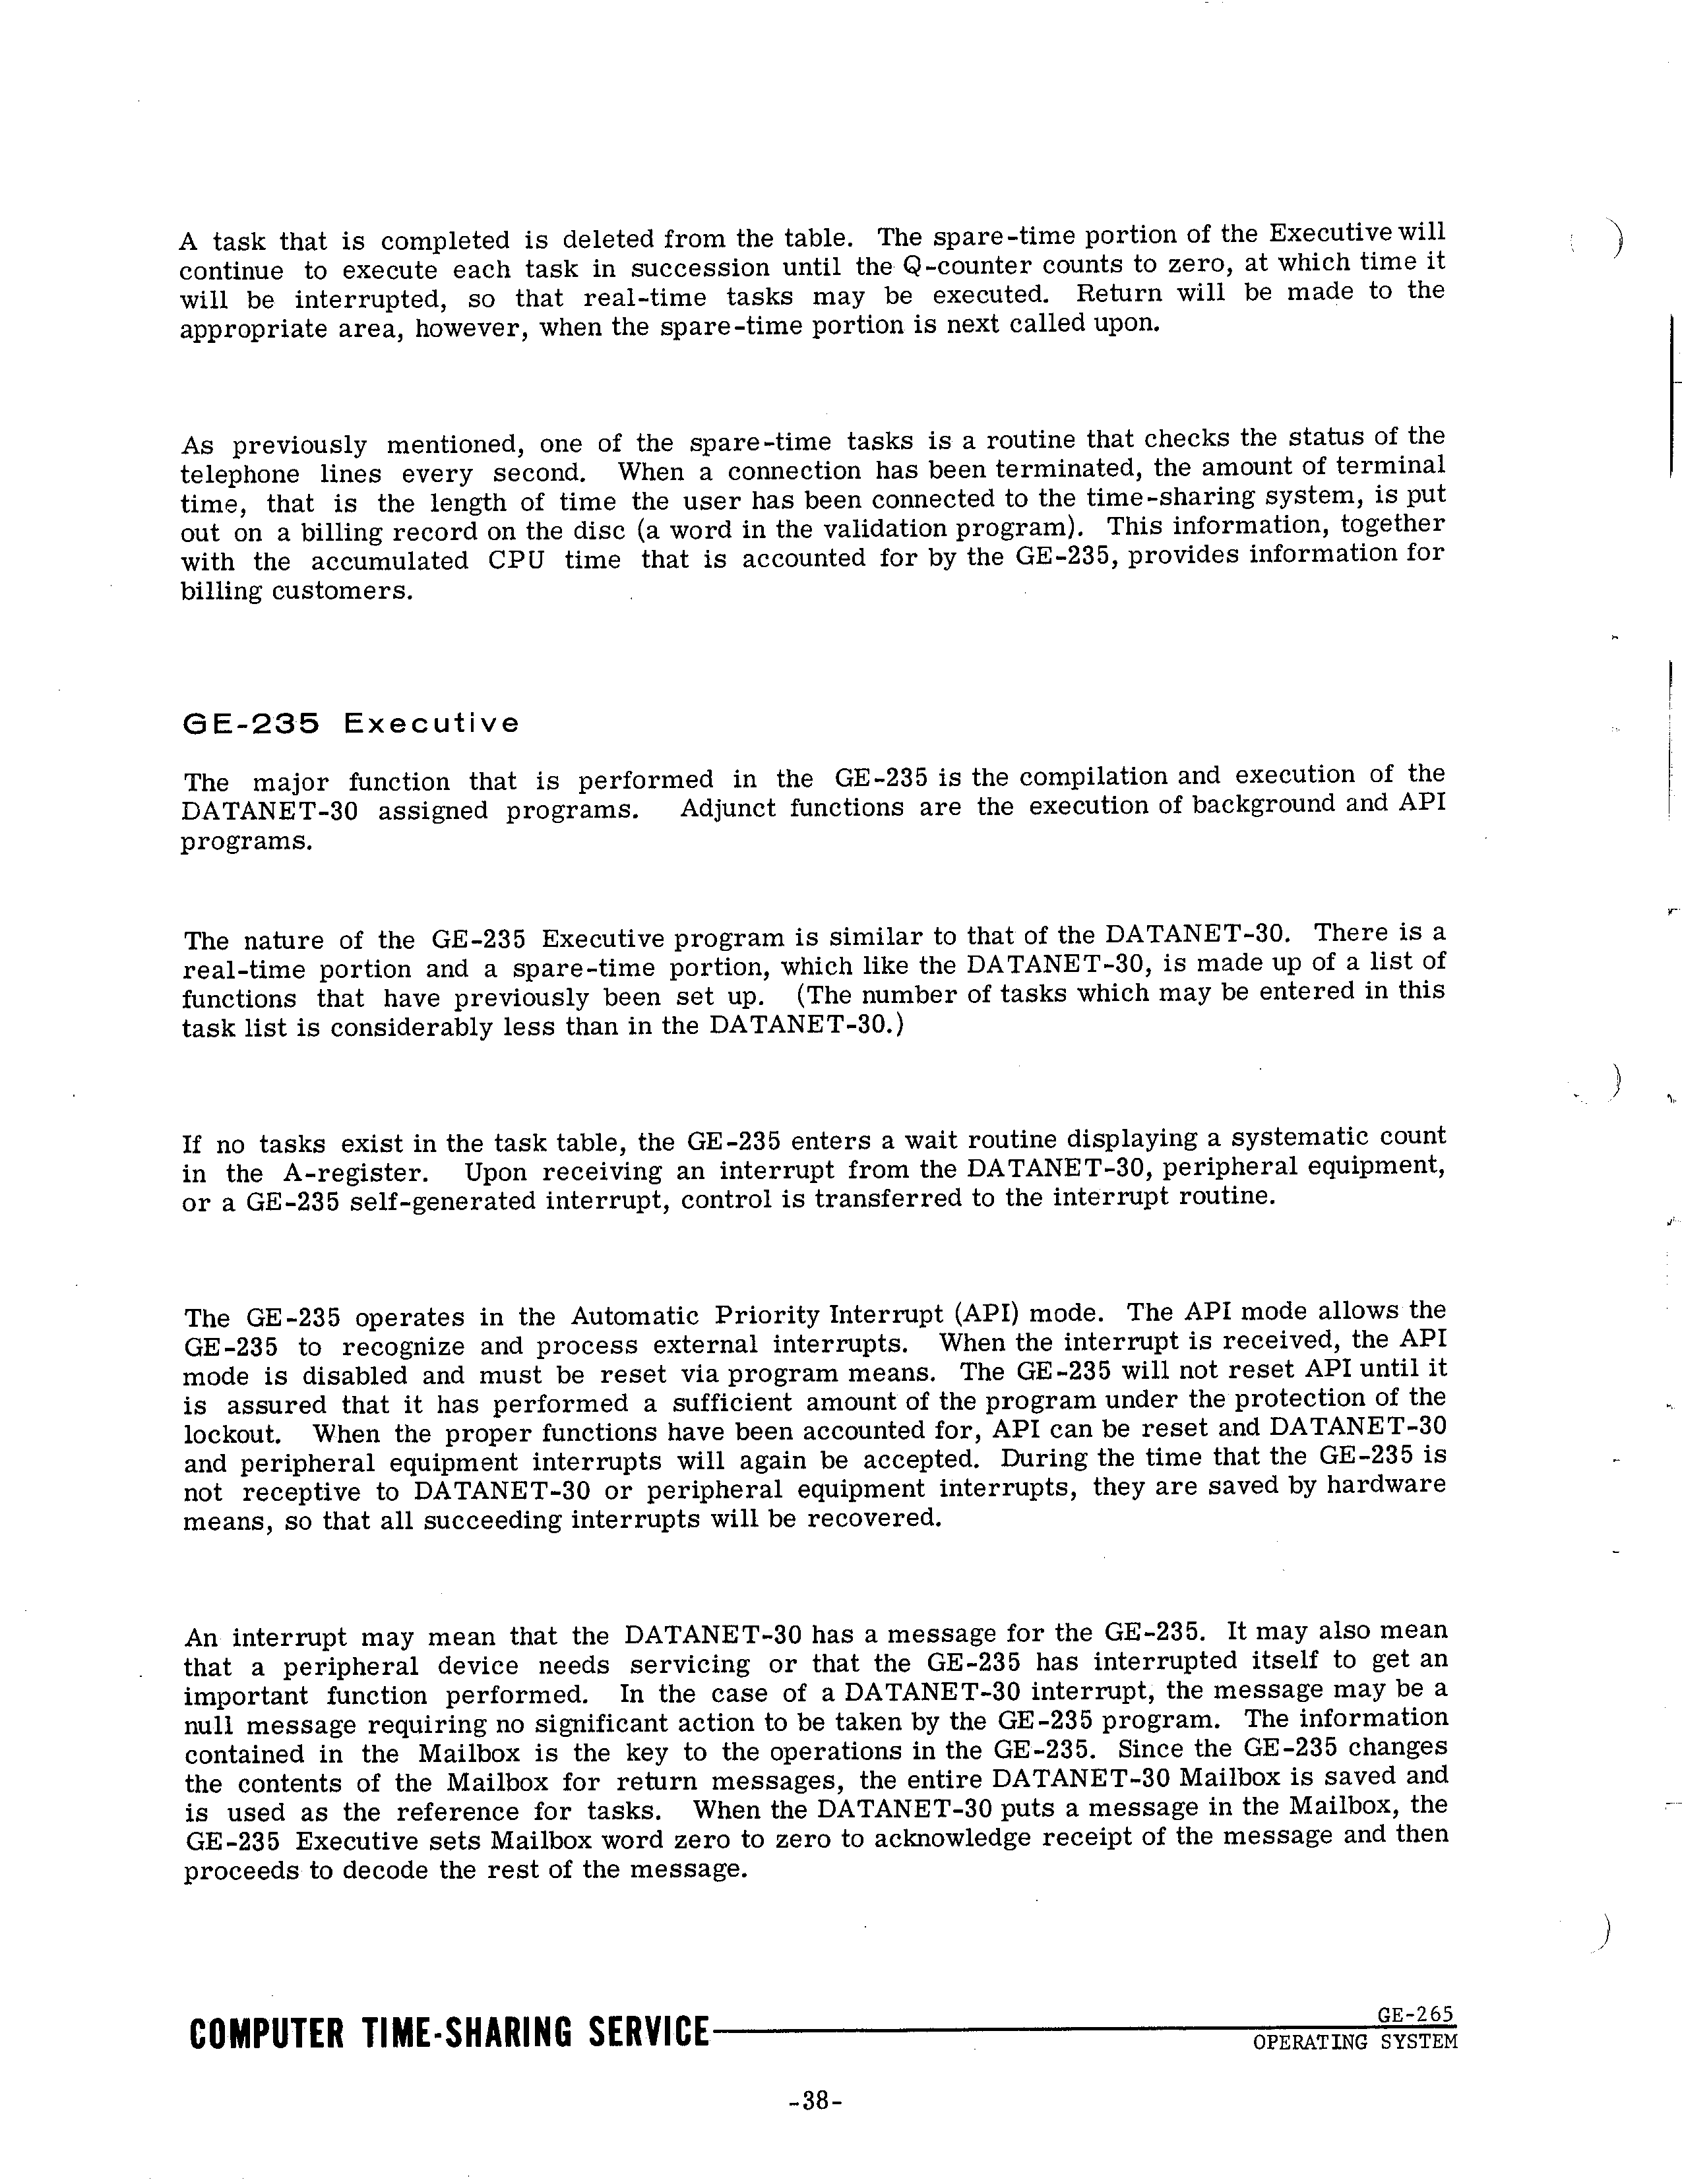 A task that is completed is deleted from the table. The spare-time portion of the Executive will
continue to execute each task in succession until the Q-counter counts to zero, at which time it
will be interrupted, so that real-time tasks may be executed. Return will be made to the
appropriate area, however, when the spare-time portion is next called upon.
As previously mentioned, one of the spare-time tasks is a routine that checks the status of the
telephone lines every second. When a connection has been terminated, the amount of terminal
time, that is the length of time the user has been connected to the time-sharing system, is put
out on a billing record on the disc (a word in the validation program). This information, together
with the accumulated CPU time that is accounted for by the GE-235, provides information for
billing customers.
GE-235 Executive
The major function that is performed in the GE-235 is the compilation and execution of the
DATANET-30 assigned programs. Adjunct functions are the execution of background and API
programs.
The nature of the GE-235 Executive program is similar to that of the DATANET-30. There is a
real-time portion and a spare-time portion, which like the DATANET-30, is made up of a list of
functions that have previously been set up. (The number of tasks which may be entered in this
task list is considerably less than in the DATANET-30.)
If no tasks exist in the task table, the GE-235 enters a wait routine displaying a systematic count
in the A-register. Upon receiving an interrupt from the DATANET-30, peripheral equipment,
or a GE-235 self-generated interrupt, control is transferred to the interrupt routine.
The GE-235 operates in the Automatic Priority Interrupt (API) mode. The API mode allows the
GE-235 to recognize and process external interrupts. When the interrupt is received, the API
mode is disabled and must be reset via program means. The GE-235 will not reset API until it
is assured that it has performed a sufficient amount of the program under the protection of the
lockout. When the proper functions have been accounted for, API can be reset and DATANET-30
and peripheral equipment interrupts will again be accepted. During the time that the GE-235 is
not receptive to DATANET-30 or peripheral equipment interrupts, they are saved by hardware
means, so that all succeeding interrupts will be recovered.
An interrupt may mean that the DATANET-30 has a message for the GE-235. It may also mean
that a peripheral device needs servicing or that the GE-235 has interrupted itself to get an
important function performed. In the case of a DATANET-30 interrupt, the message may be a
null message requiring no significant action to be taken by the GE-235 program. The information
contained in the Mailbox is the key to the operations in the GE-235. Since the GE-235 changes
the contents of the Mailbox for return messages, the entire DATANET-30 Mailbox is saved and
is used as the reference for tasks. When the DATANET-30 puts a message in the Mailbox, the
GE-235 Executive sets Mailbox word zero to zero to acknowledge receipt of the message and then
proceeds to decode the rest of the message.
COMPUTER TIME-SHARING SERVICE
GE-265
OPERATING SYSTEM
-38-